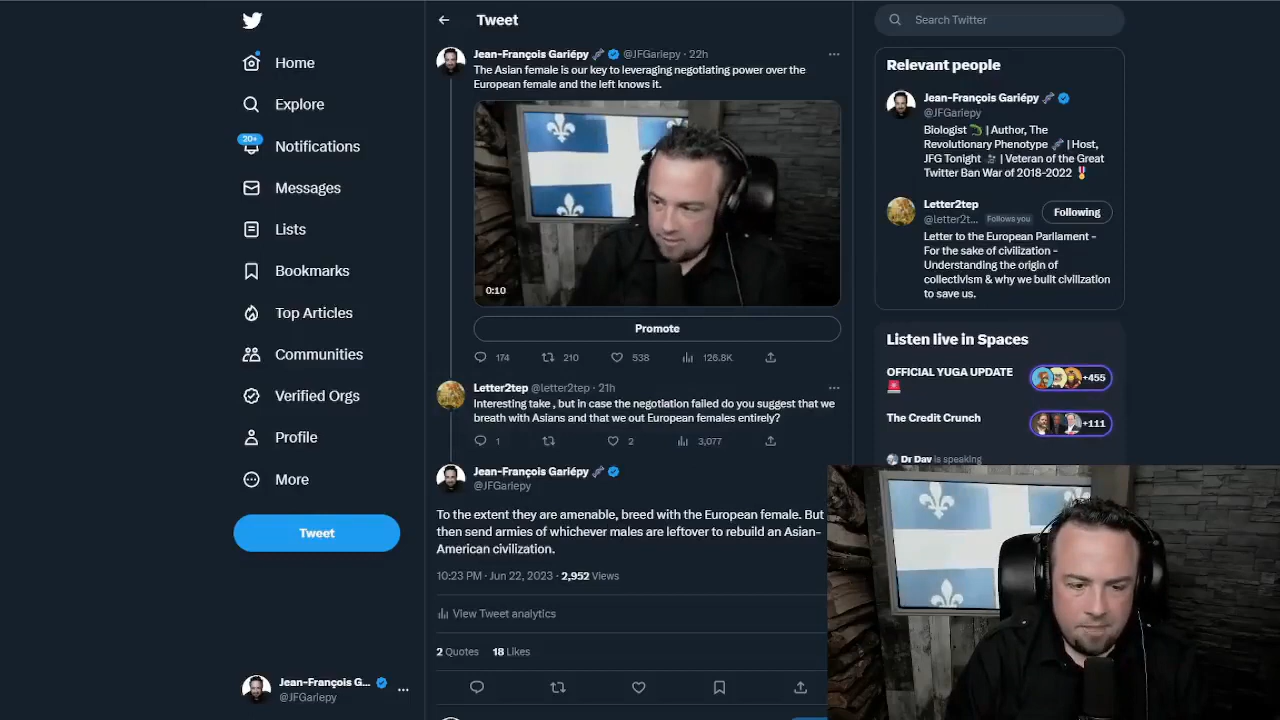 Tweet
Search Twitter
Home
Explore
20+
Notifications
Messages
Lists
Bookmarks
Top Articles
Communities
Verified Orgs
Profile
More
Tweet
Jean-François G...
@JFGariepy
Jean-François Gariépy 🧬 @JFGariepy · 22h
The Asian female is our key to leveraging negotiating power over the
European female and the left knows it.
0:10
Promote
174 210 538 126.8K
Letter2tep @letter2tep · 21h
Interesting take , but in case the negotiation failed do you suggest that we
breath with Asians and that we out European females entirely?
1 2 3,077
Jean-François Gariépy 🧬
@JFGariepy
To the extent they are amenable, breed with the European female. But
then send armies of whichever males are leftover to rebuild an Asian-
American civilization.
10:23 PM · Jun 22, 2023 · 2,952 Views
View Tweet analytics
2 Quotes 18 Likes
Relevant people
Jean-François Gariépy 🧬
@JFGariepy
Biologist 🦎 | Author, The
Revolutionary Phenotype 🧬 | Host,
JFG Tonight 🎥 | Veteran of the Great
Twitter Ban War of 2018-2022 🎖️
Letter2tep
@letter2t... Follows you
Following
Letter to the European Parliament -
For the sake of civilization -
Understanding the origin of
collectivism & why we built civilization
to save us.
Listen live in Spaces
OFFICIAL YUGA UPDATE
🚨
+455
The Credit Crunch
+111
Dr Dav is speaking